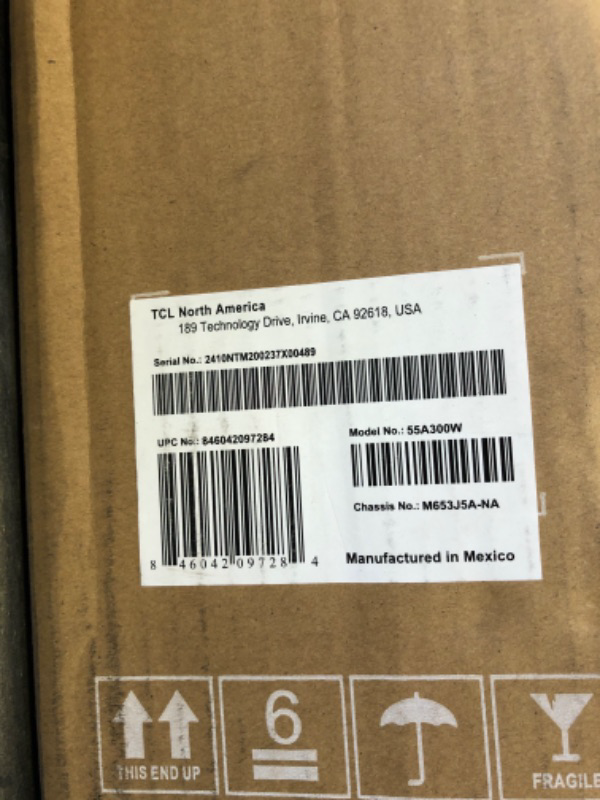 TCL North America
189 Technology Drive, Irvine, CA 92618, USA
Serial No.: 2410NTM200237X00489
UPC No.: 846042097284
Model No.: 55A300W
8 46042 09728 4
Chassis No.: M653J5A-NA
Manufactured in Mexico
6
THIS END UP
FRAGILE